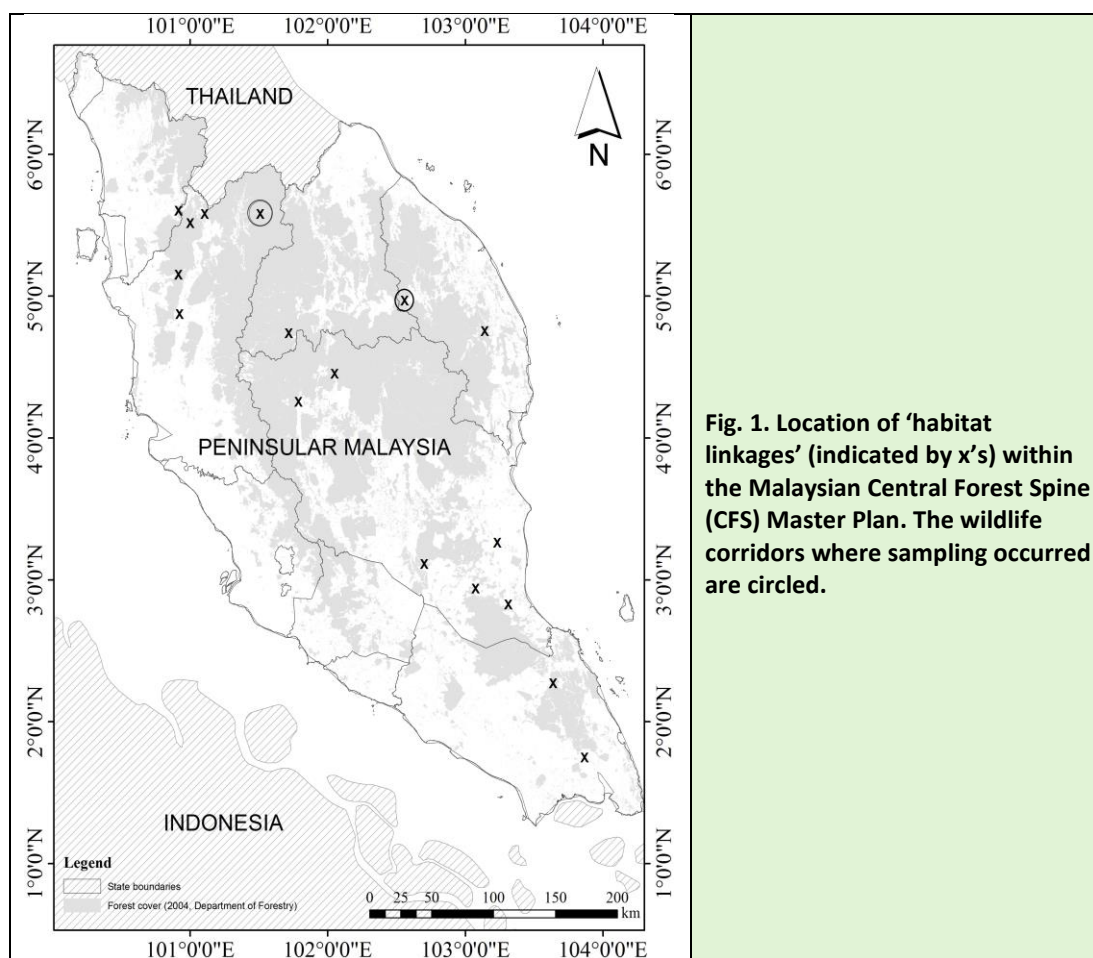 101°0'0"E 102°0'0"E 103°0'0"E 104°0'0"E
THAILAND
N
6°0'0"N 6°0'0"N
x
x
x
x
x
5°0'0"N 5°0'0"N
x
x
x
x
x
x
PENINSULAR MALAYSIA
4°0'0"N 4°0'0"N
x
x
3°0'0"N 3°0'0"N
x
x
x
2°0'0"N 2°0'0"N
x
INDONESIA
1°0'0"N 1°0'0"N
Legend
State boundaries
Forest cover (2004, Department of Forestry)
0 25 50 100 150 200
km
101°0'0"E 102°0'0"E 103°0'0"E 104°0'0"E
Fig. 1. Location of ‘habitat
linkages’ (indicated by x’s) within
the Malaysian Central Forest Spine
(CFS) Master Plan. The wildlife
corridors where sampling occurred
are circled.